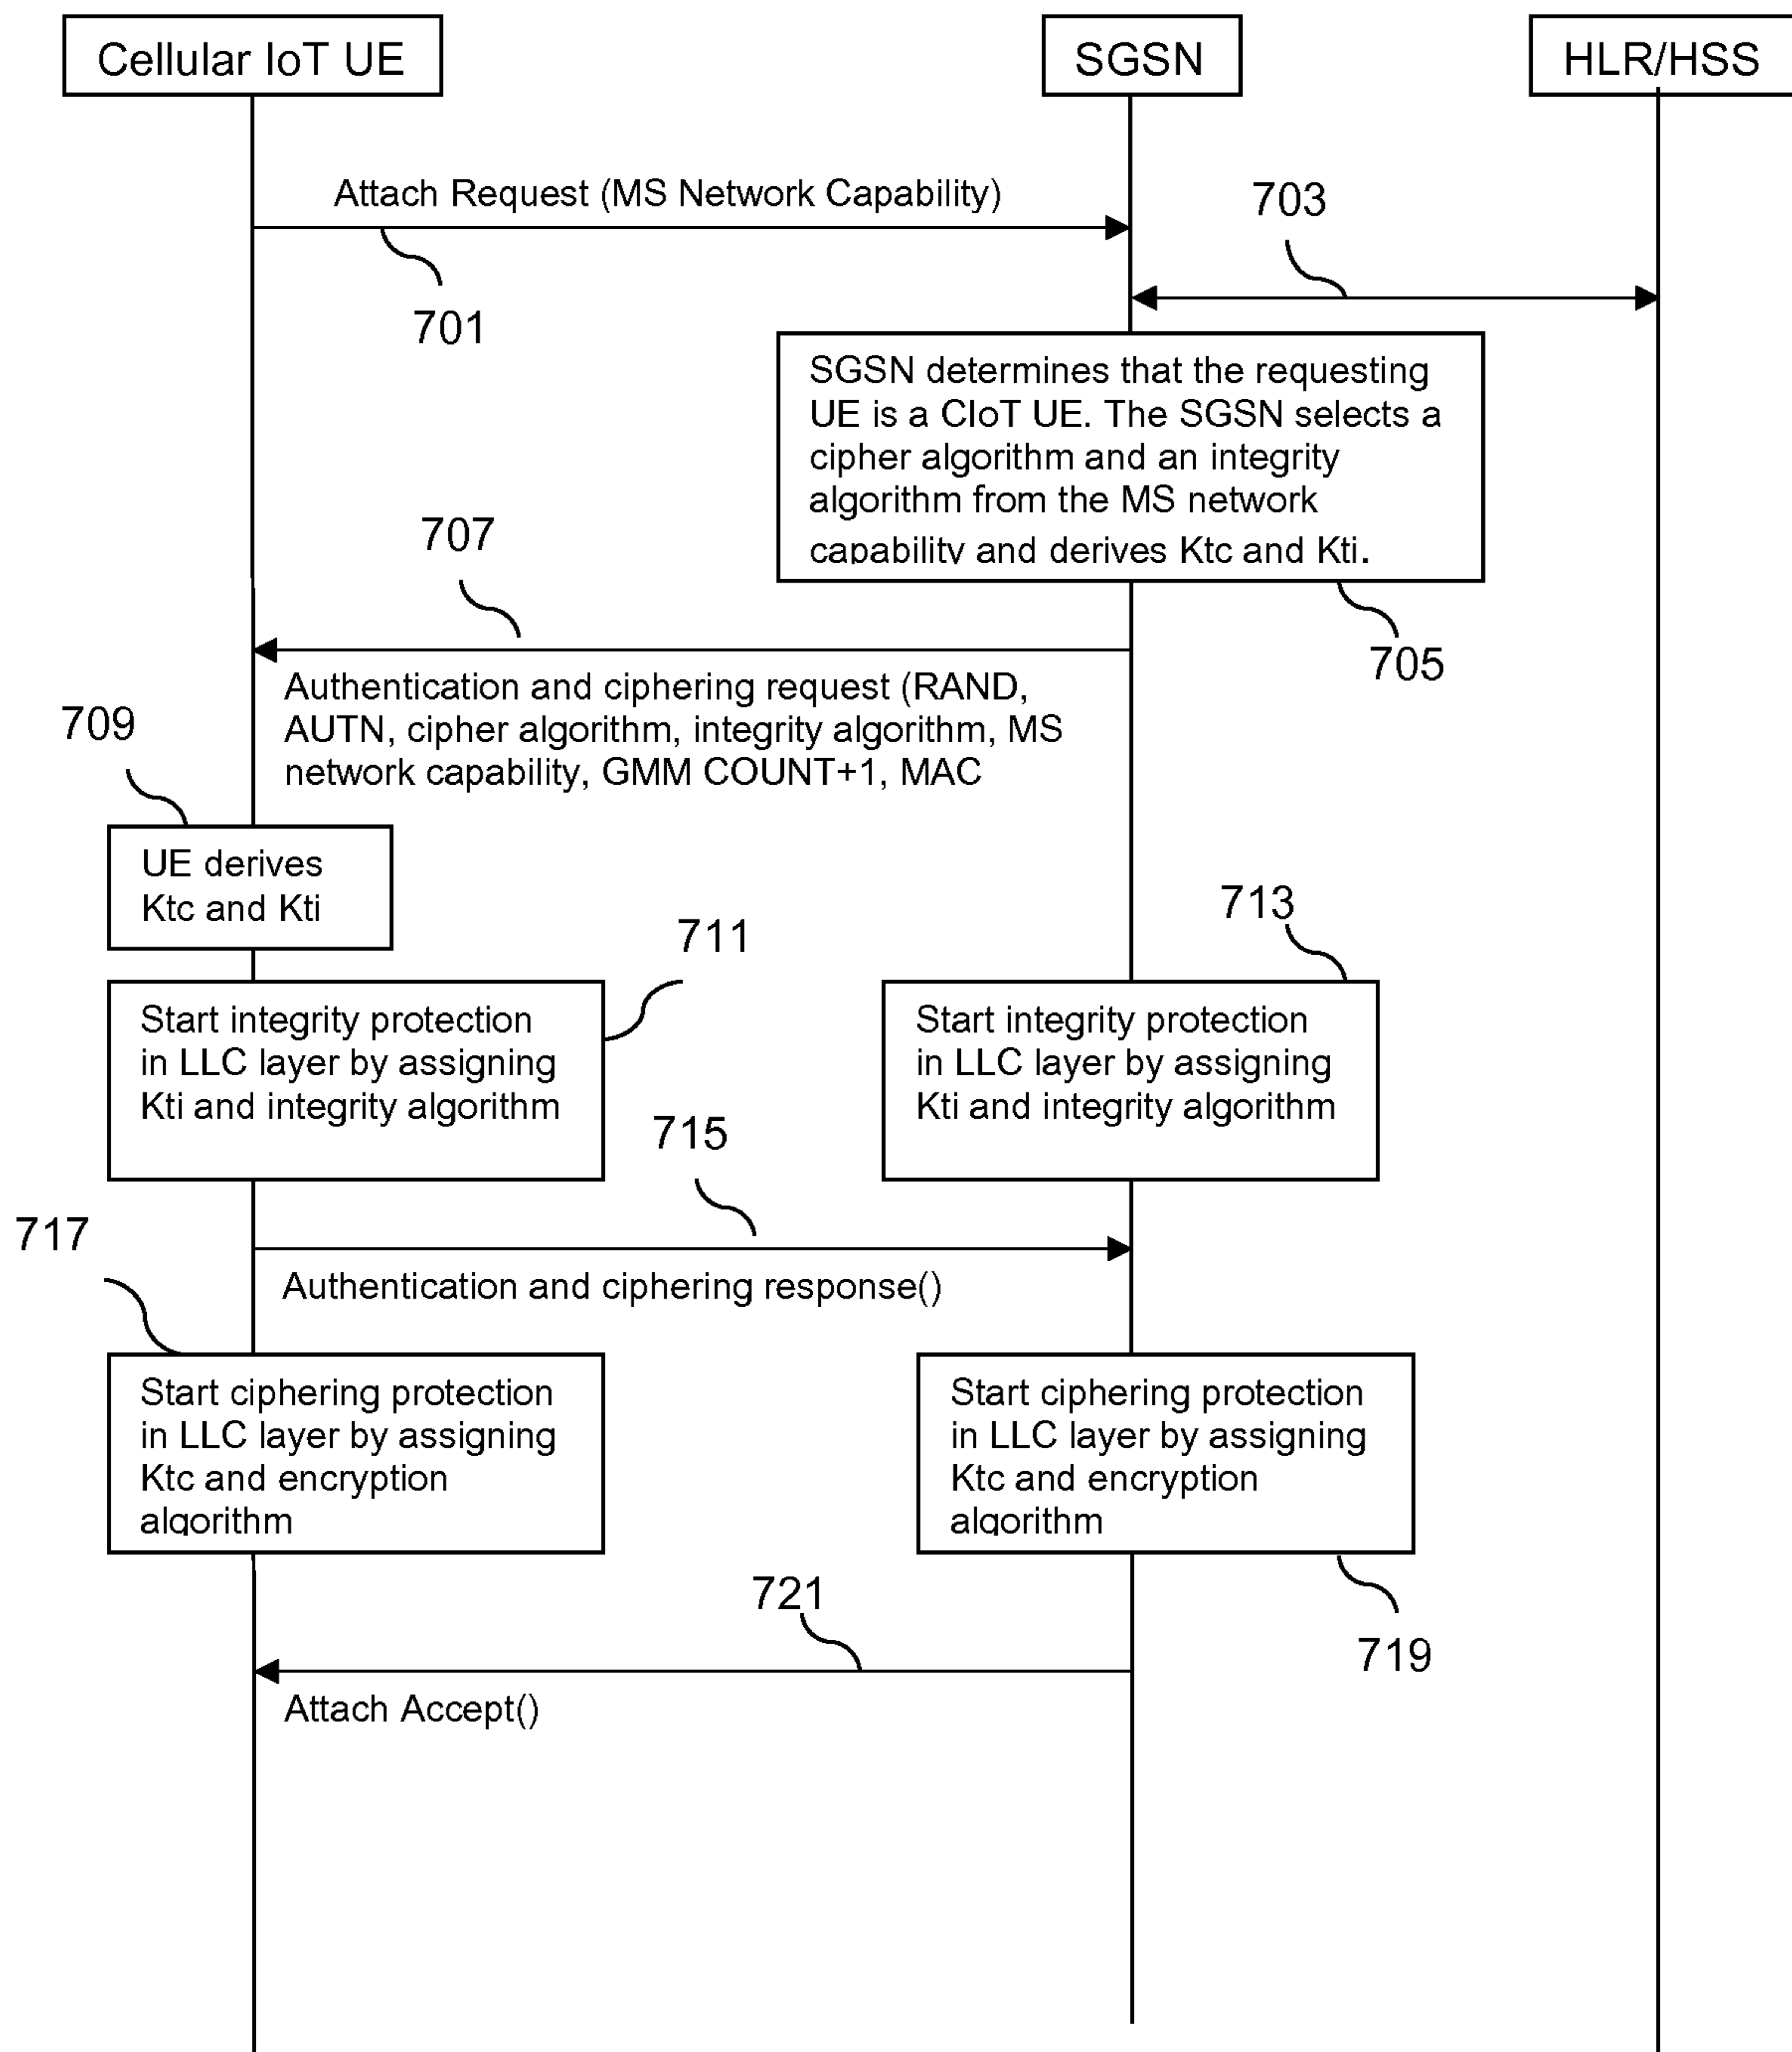 Cellular IoT UE
SGSN
HLR/HSS
Attach Request (MS Network Capability)
703
701
SGSN determines that the requesting
UE is a CIoT UE. The SGSN selects a
cipher algorithm and an integrity
algorithm from the MS network
capability and derives Ktc and Kti.
707
705
Authentication and ciphering request (RAND,
AUTN, cipher algorithm, integrity algorithm, MS
network capability, GMM COUNT+1, MAC
709
UE derives
Ktc and Kti
713
711
Start integrity protection
in LLC layer by assigning
Kti and integrity algorithm
Start integrity protection
in LLC layer by assigning
Kti and integrity algorithm
715
717
Authentication and ciphering response()
Start ciphering protection
in LLC layer by assigning
Ktc and encryption
algorithm
Start ciphering protection
in LLC layer by assigning
Ktc and encryption
algorithm
721
719
Attach Accept()